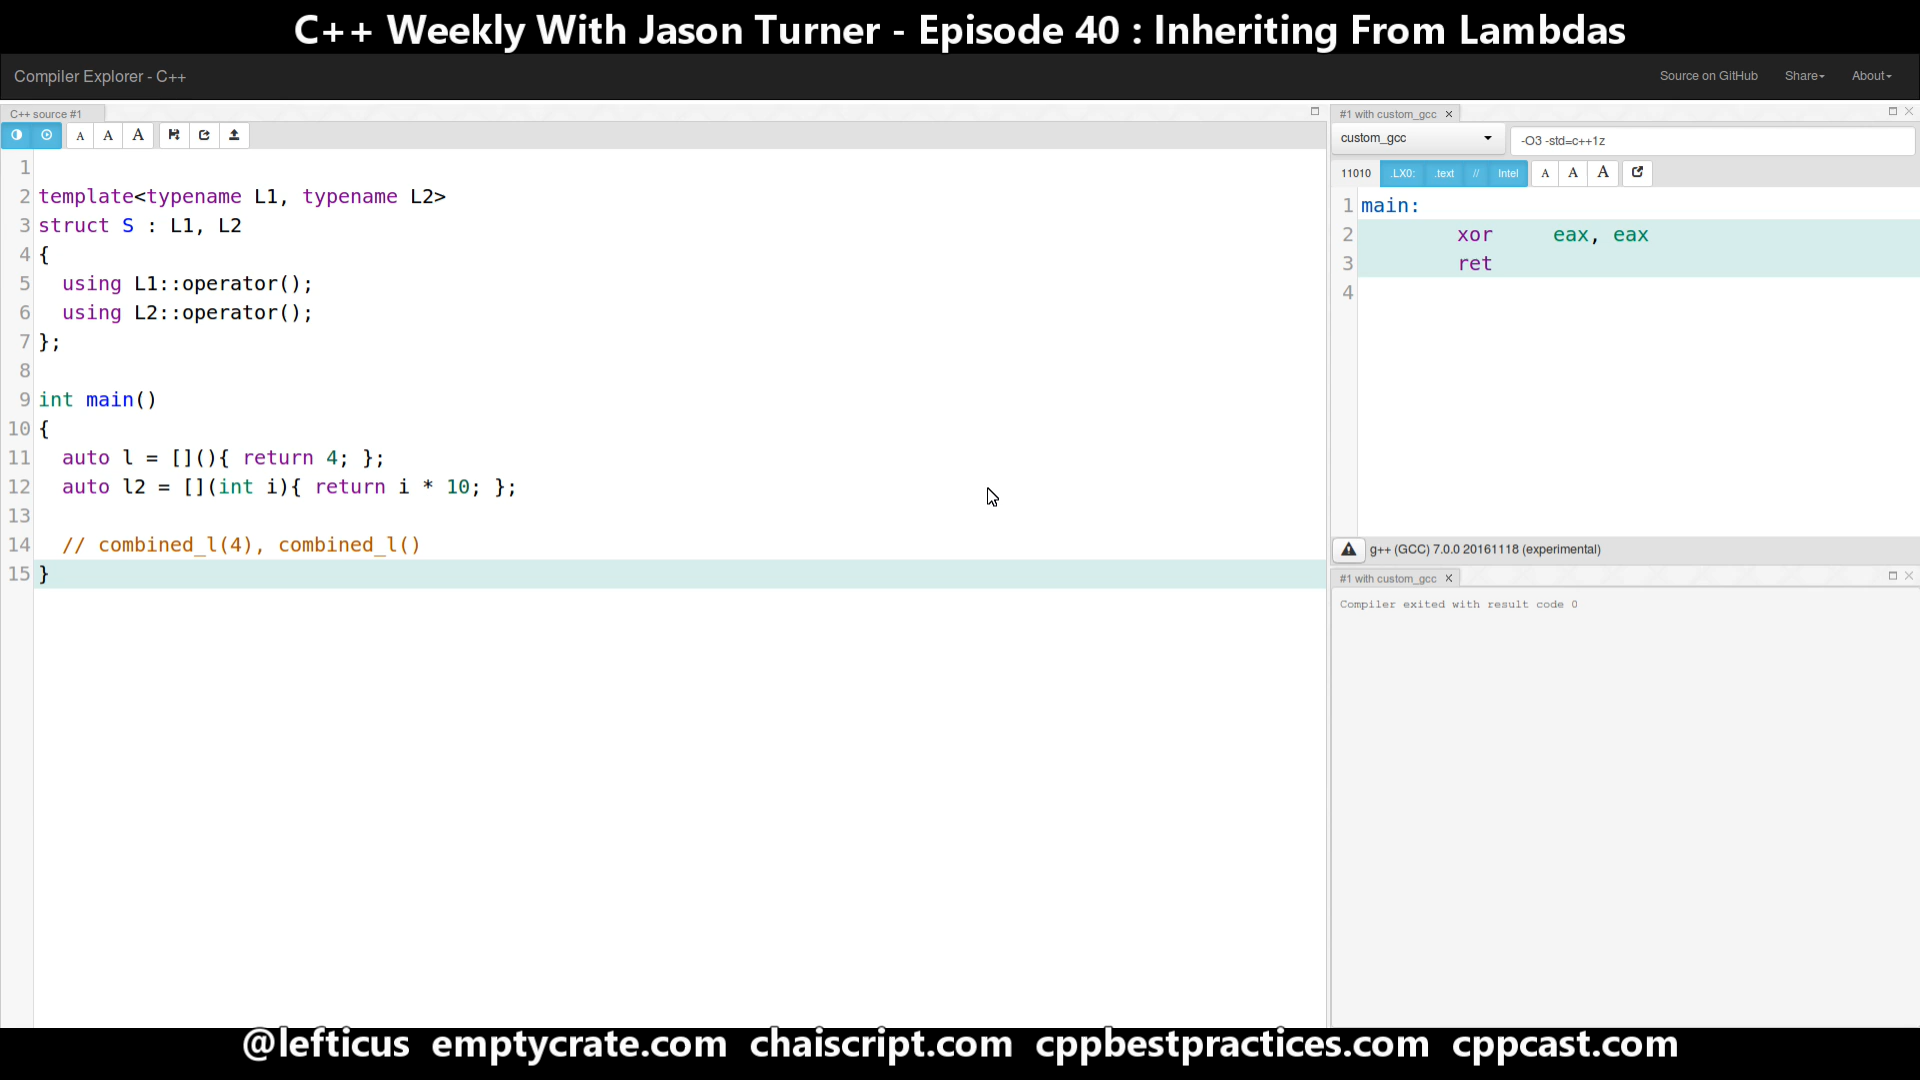 C++ Weekly With Jason Turner - Episode 40 : Inheriting From Lambdas
Compiler Explorer - C++
Source on GitHub Share About
C++ source #1
A A A
1
2 template<typename L1, typename L2>
3 struct S : L1, L2
4 {
5   using L1::operator();
6   using L2::operator();
7 };
8
9 int main()
10 {
11   auto l = [](){ return 4; };
12   auto l2 = [](int i){ return i * 10; };
13
14   // combined_l(4), combined_l()
15 }
#1 with custom_gcc
custom_gcc -O3 -std=c++1z
11010 .LX0: .text // Intel A A A
1 main:
2         xor     eax, eax
3         ret
4
g++ (GCC) 7.0.0 20161118 (experimental)
#1 with custom_gcc
Compiler exited with result code 0
@lefticus emptycrate.com chaiscript.com cppbestpractices.com cppcast.com